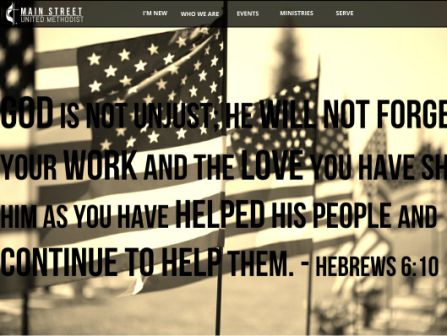 MAIN STREET
UNITED METHODIST
I'M NEW WHO WE ARE EVENTS MINISTRIES SERVE
GOD IS NOT UNJUST; HE WILL NOT FORGE
YOUR WORK AND THE LOVE YOU HAVE SH
HIM AS YOU HAVE HELPED HIS PEOPLE AND
CONTINUE TO HELP THEM. - HEBREWS 6:10